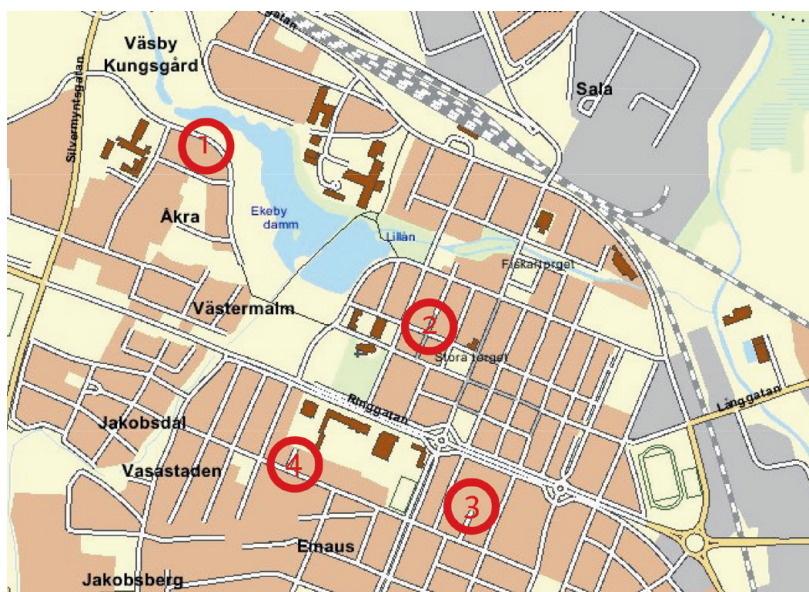 Väsby
Kungsgård
Silvermyntsgatan
Sala
1
Åkra
Ekeby
damm
Lillån
Fiskartorget
Västermalm
2
Stora torget
Ringgatan
Långgatan
Jakobsdal
Vasastaden
4
3
Emaus
Jakobsberg